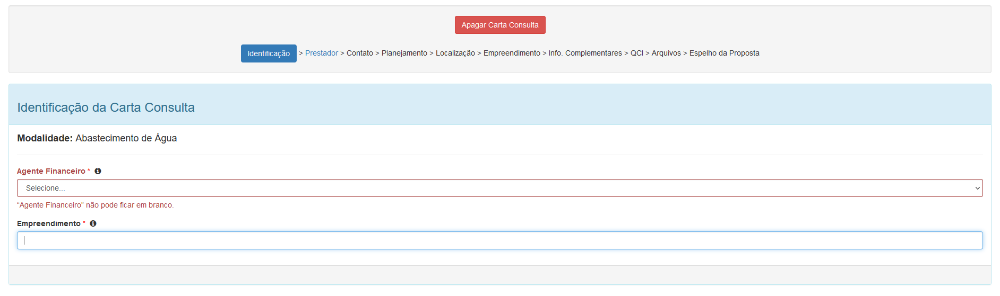 Apagar Carta Consulta
Identificação > Prestador > Contato > Planejamento > Localização > Empreendimento > Info. Complementares > QCI > Arquivos > Espelho da Proposta
Identificação da Carta Consulta
Modalidade: Abastecimento de Água
Agente Financeiro *
Selecione...
“Agente Financeiro” não pode ficar em branco.
Empreendimento *